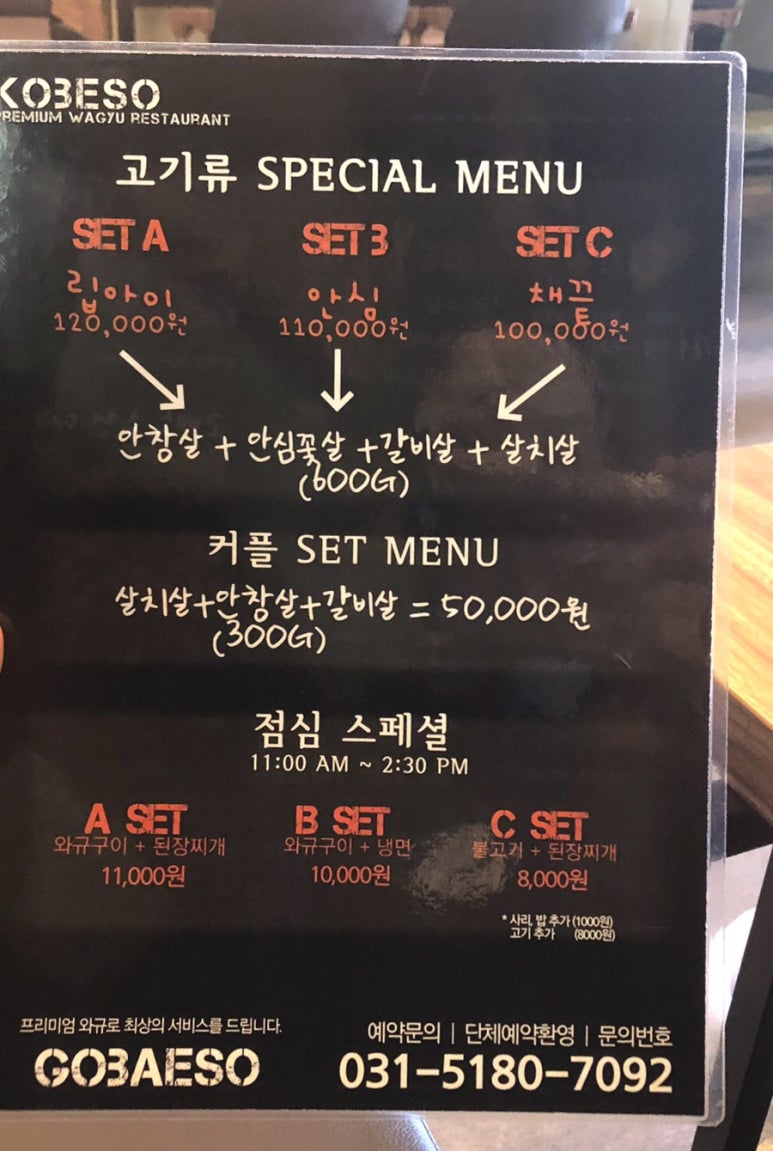 KOBESO
PREMIUM WAGYU RESTAURANT
고기류 SPECIAL MENU
SET A SET B SET C
립아이 안심 채끝
120,000원 110,000원 100,000원
안창살 + 안심꽃살 + 갈비살 + 살치살
(600G)
커플 SET MENU
살치살+안창살+갈비살 = 50,000원
(300G)
점심 스페셜
11:00 AM ~ 2:30 PM
A SET B SET C SET
와규구이 + 된장찌개 와규구이 + 냉면 불고기 + 된장찌개
11,000원 10,000원 8,000원
* 사리, 밥 추가 (1000원)
고기 추가 (8000원)
프리미엄 와규로 최상의 서비스를 드립니다. 예약문의 | 단체예약환영 | 문의번호
GOBAESO 031-5180-7092